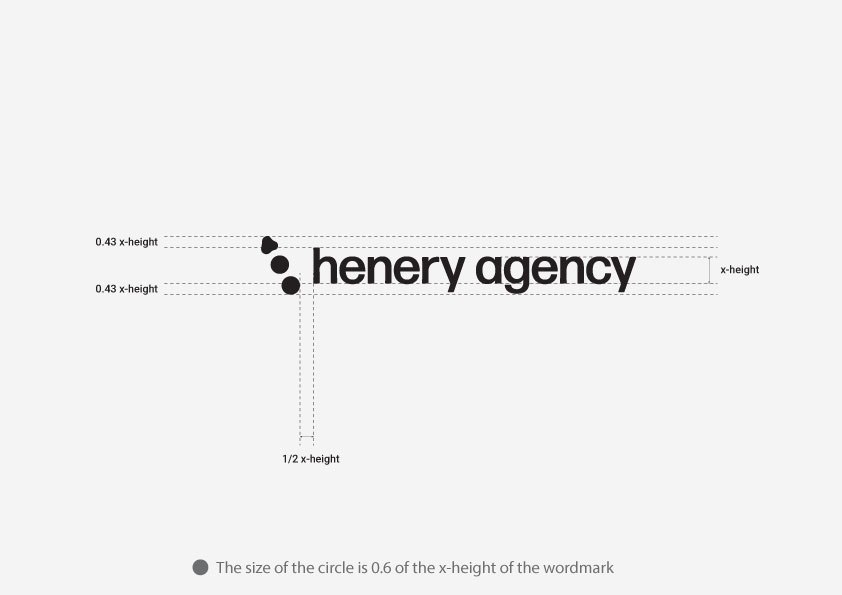 0.43 x-height
henery agency
x-height
0.43 x-height
1/2 x-height
The size of the circle is 0.6 of the x-height of the wordmark